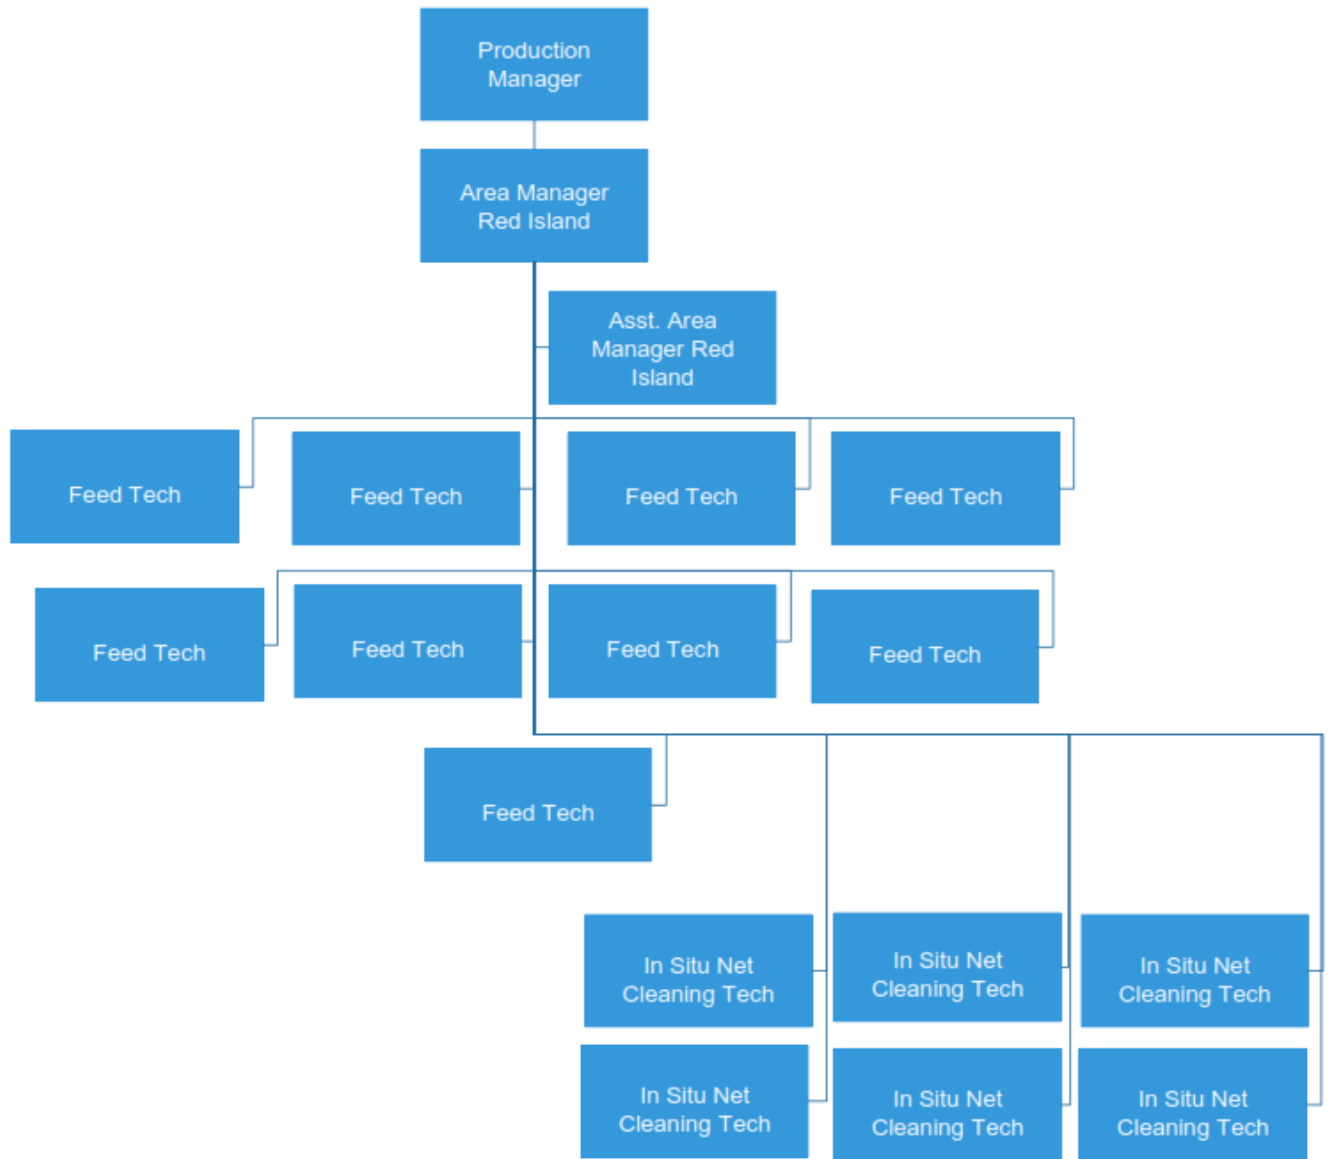 Production
Manager
Area Manager
Red Island
Asst. Area
Manager Red
Island
Feed Tech
Feed Tech
Feed Tech
Feed Tech
Feed Tech
Feed Tech
Feed Tech
Feed Tech
Feed Tech
In Situ Net
Cleaning Tech
In Situ Net
Cleaning Tech
In Situ Net
Cleaning Tech
In Situ Net
Cleaning Tech
In Situ Net
Cleaning Tech
In Situ Net
Cleaning Tech